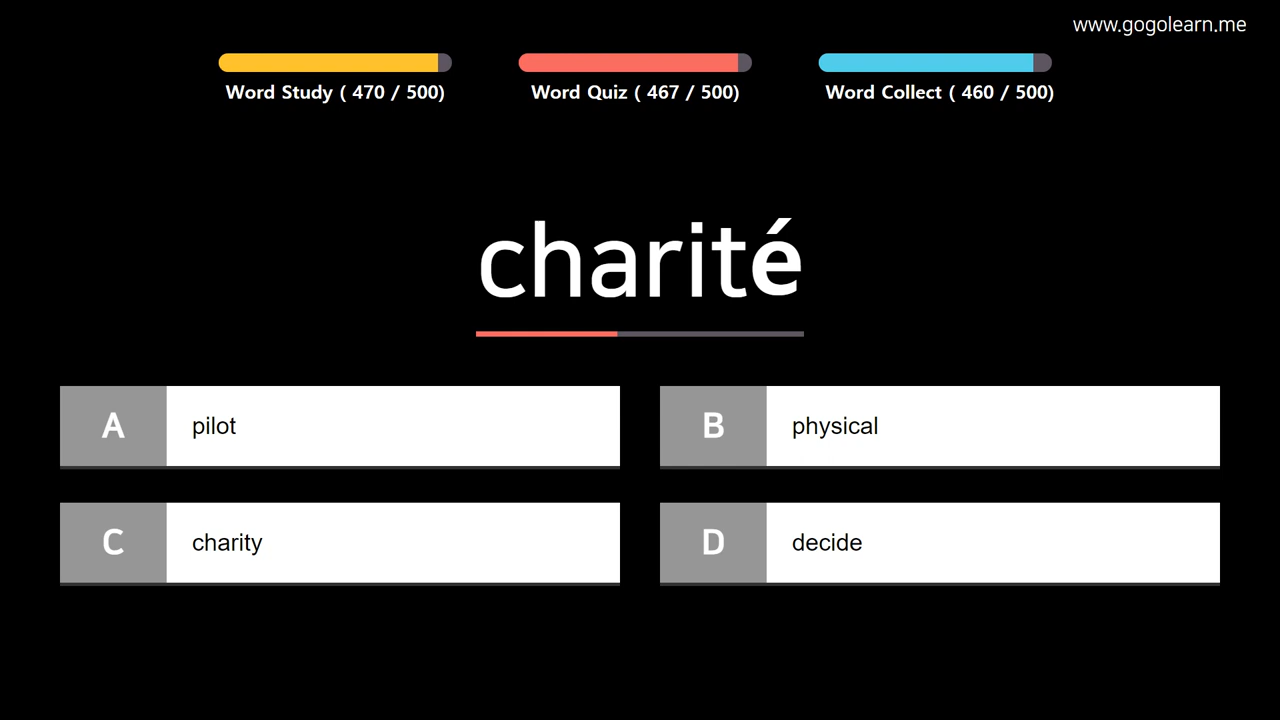 www.gogolearn.me
Word Study ( 470 / 500)
Word Quiz ( 467 / 500)
Word Collect ( 460 / 500)
charité
A pilot
B physical
C charity
D decide